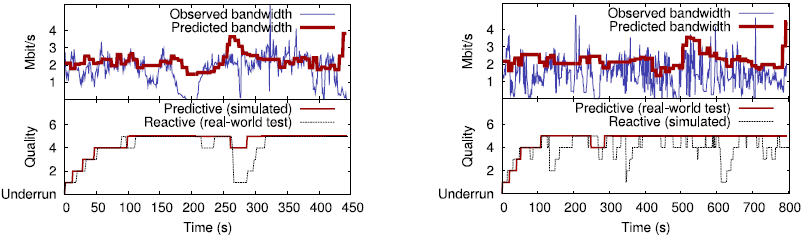 Observed bandwidth
Predicted bandwidth
Mbit/s
4
3
2
1
Predictive (simulated)
Reactive (real-world test)
Quality
6
4
2
Underrun
0 50 100 150 200 250 300 350 400 450
Time (s)
Observed bandwidth
Predicted bandwidth
Mbit/s
4
3
2
1
Predictive (real-world test)
Reactive (simulated)
Quality
6
4
2
Underrun
0 100 200 300 400 500 600 700 800
Time (s)